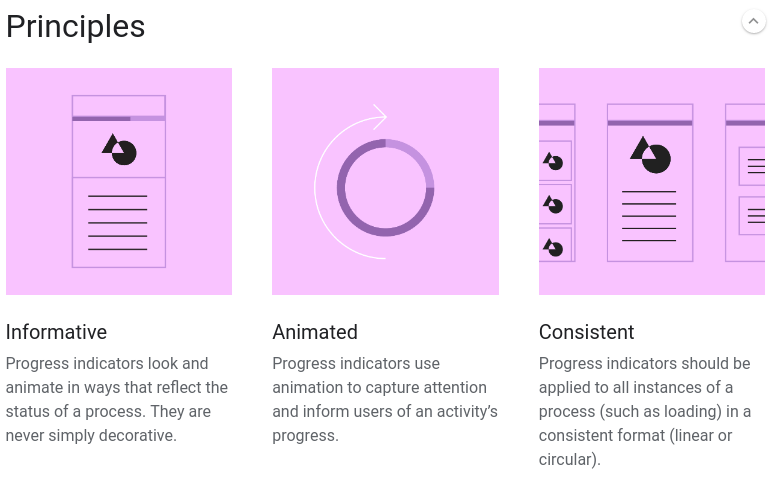 Principles
Informative
Progress indicators look and
animate in ways that reflect the
status of a process. They are
never simply decorative.
Animated
Progress indicators use
animation to capture attention
and inform users of an activity’s
progress.
Consistent
Progress indicators should be
applied to all instances of a
process (such as loading) in a
consistent format (linear or
circular).